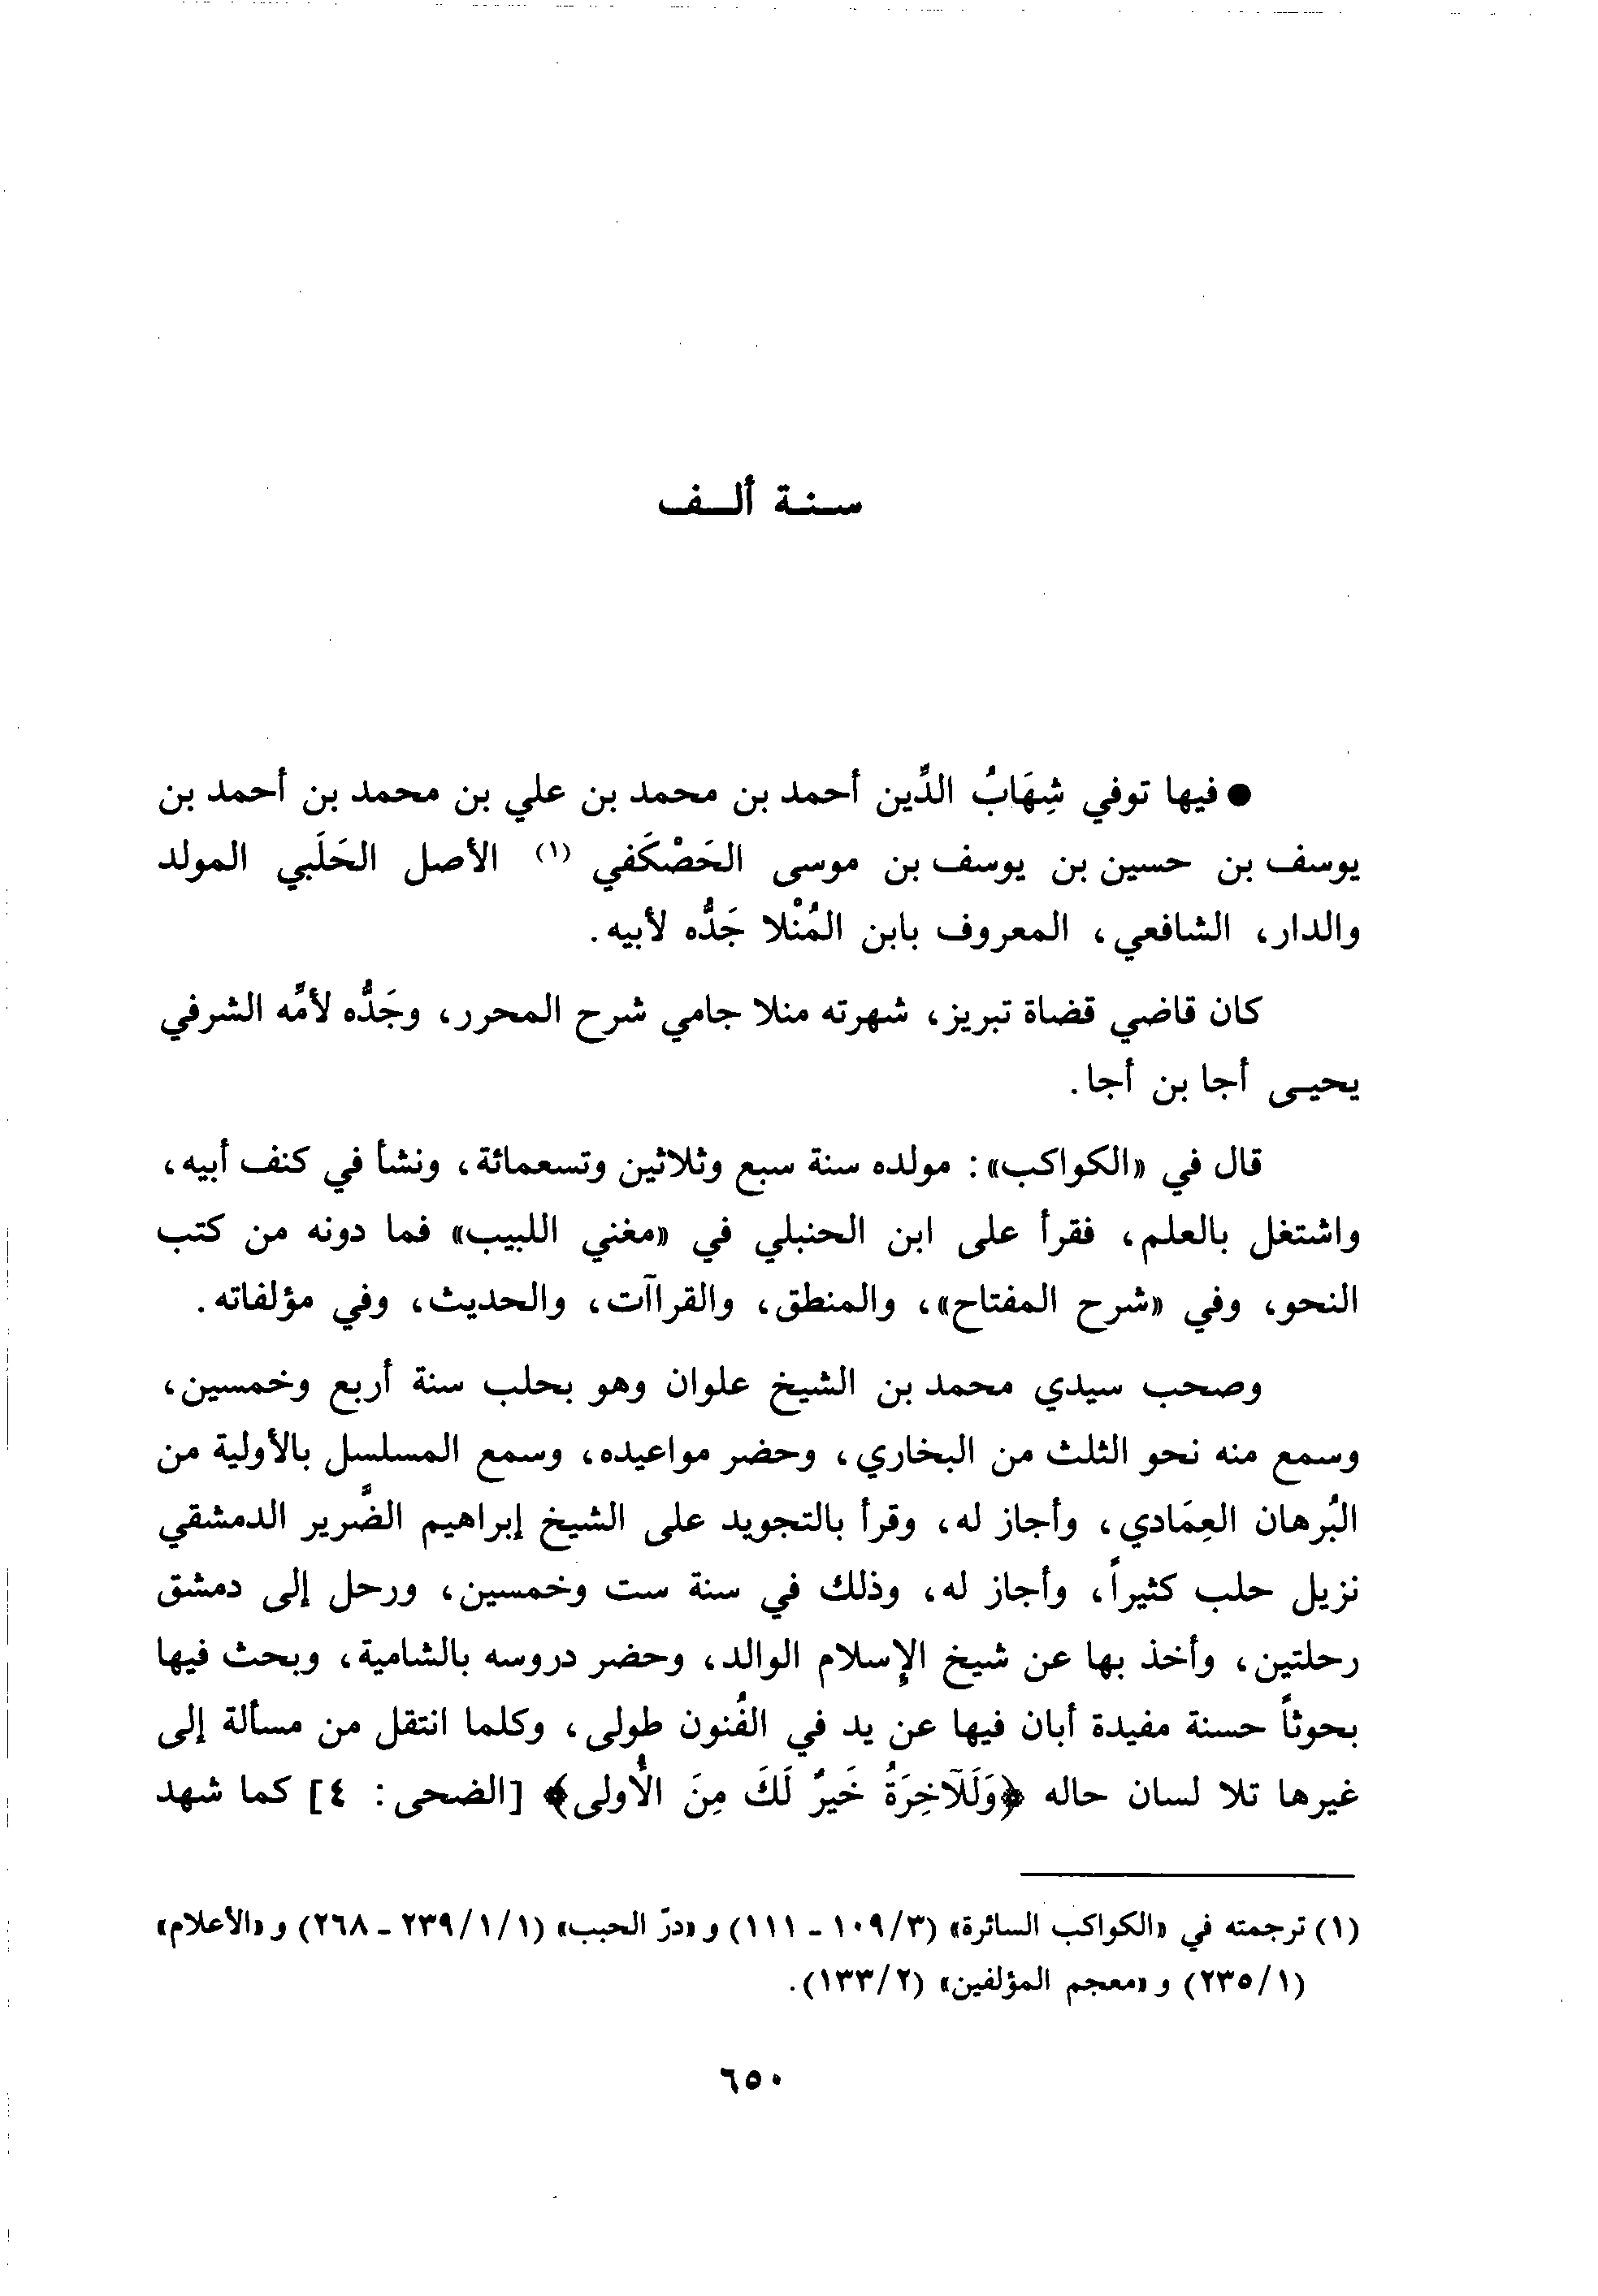 سنة ألف
● فيها توفي شِهَابُ الدِّين أحمد بن محمد بن علي بن محمد بن أحمد بن
يوسف بن حسين بن يوسف بن موسى الحَصْكَفي (١) الأصل الحَلَبي المولد
والدار، الشافعي، المعروف بابن المُنْلا جَدُّه لأبيه.
كان قاضي قضاة تبريز، شهرته منلا جامي شرح المحرر، وجَدُّه لأمِّه الشرفي
يحيـى أجا بن أجا.
قال في «الكواكب»: مولده سنة سبع وثلاثين وتسعمائة، ونشأ في كنف أبيه،
واشتغل بالعلم، فقرأ على ابن الحنبلي في «مغني اللبيب» فما دونه من كتب
النحو، وفي «شرح المفتاح»، والمنطق، والقراآت، والحديث، وفي مؤلفاته.
وصحب سيدي محمد بن الشيخ علوان وهو بحلب سنة أربع وخمسين،
وسمع منه نحو الثلث من البخاري، وحضر مواعيده، وسمع المسلسل بالأولية من
البُرهان العِمَادي، وأجاز له، وقرأ بالتجويد على الشيخ إبراهيم الضَّرير الدمشقي
نزيل حلب كثيراً، وأجاز له، وذلك في سنة ست وخمسين، ورحل إلى دمشق
رحلتين، وأخذ بها عن شيخ الإسلام الوالد، وحضر دروسه بالشامية، وبحث فيها
بحوثاً حسنة مفيدة أبان فيها عن يد في الفُنون طولى، وكلما انتقل من مسألة إلى
غيرها تلا لسان حاله ﴿وَلَلآخِرَةُ خَيرٌ لَكَ مِنَ الأُولى﴾ [الضحى: ٤] كما شهد
(١) ترجمته في «الكواكب السائرة» (١٠٩/٣ - ١١١) و «درّ الحبب» (٢٣٩/١/١ - ٢٦٨) و «الأعلام»
(٢٣٥/١) و «معجم المؤلفين» (١٣٣/٢).
٦٥٠